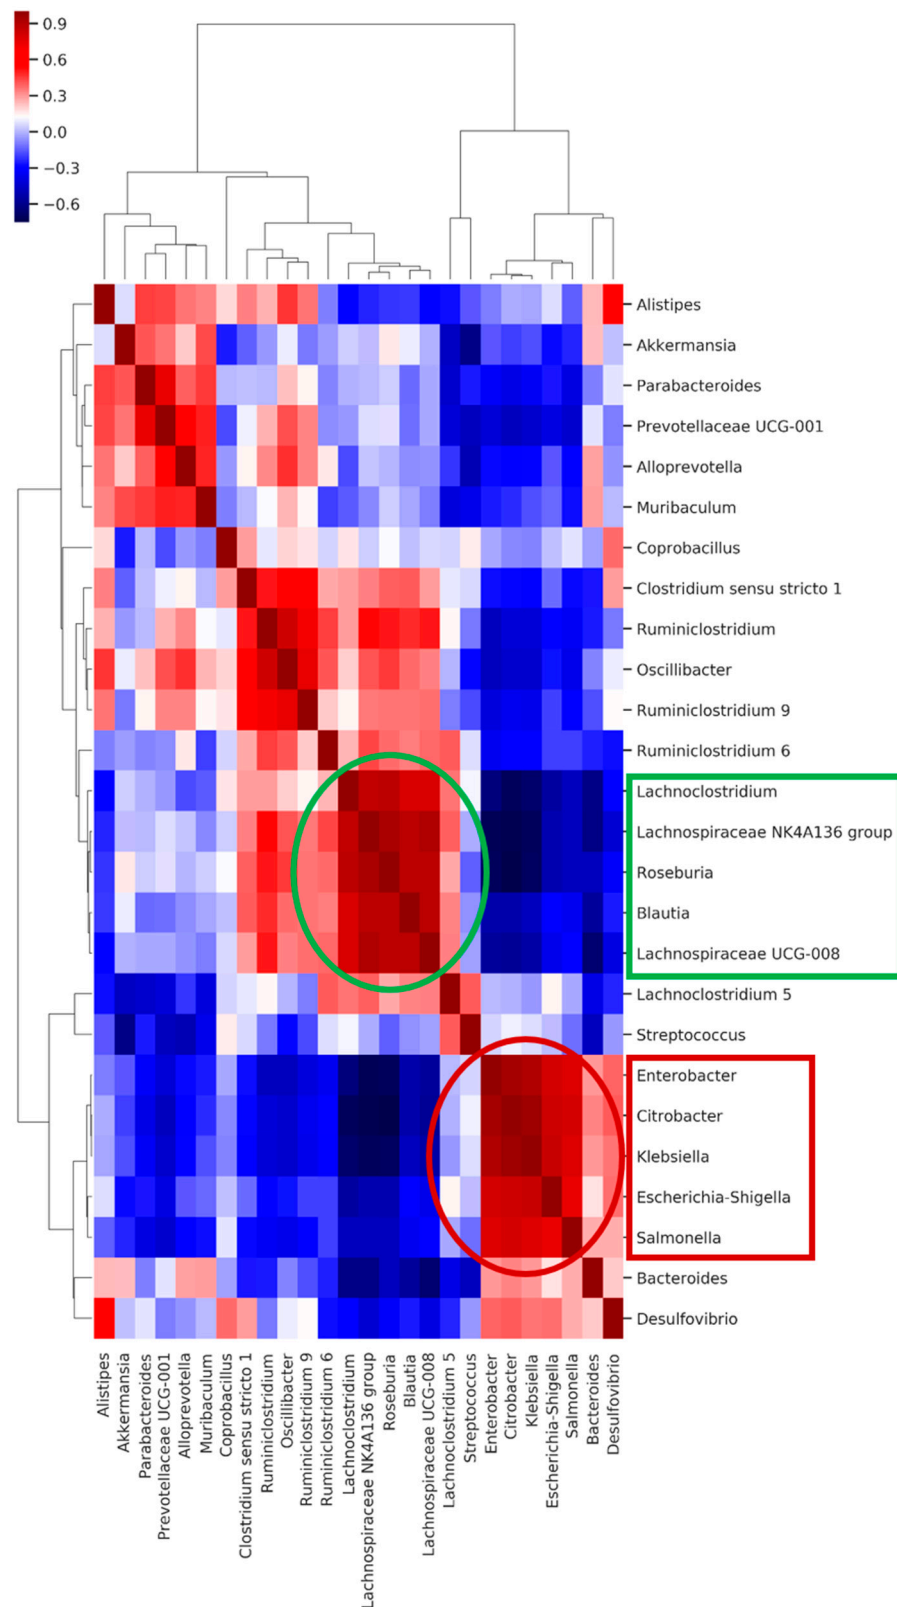 0.9
0.6
0.3
0.0
−0.3
−0.6
Alistipes
Akkermansia
Parabacteroides
Prevotellaceae UCG-001
Alloprevotella
Muribaculum
Coprobacillus
Clostridium sensu stricto 1
Ruminiclostridium
Oscillibacter
Ruminiclostridium 9
Ruminiclostridium 6
Lachnoclostridium
Lachnospiraceae NK4A136 group
Roseburia
Blautia
Lachnospiraceae UCG-008
Lachnoclostridium 5
Streptococcus
Enterobacter
Citrobacter
Klebsiella
Escherichia-Shigella
Salmonella
Bacteroides
Desulfovibrio
Alistipes
Akkermansia
Parabacteroides
Prevotellaceae UCG-001
Alloprevotella
Muribaculum
Coprobacillus
Clostridium sensu stricto 1
Ruminiclostridium
Oscillibacter
Ruminiclostridium 9
Ruminiclostridium 6
Lachnoclostridium
Lachnospiraceae NK4A136 group
Roseburia
Blautia
Lachnospiraceae UCG-008
Lachnoclostridium 5
Streptococcus
Enterobacter
Citrobacter
Klebsiella
Escherichia-Shigella
Salmonella
Bacteroides
Desulfovibrio